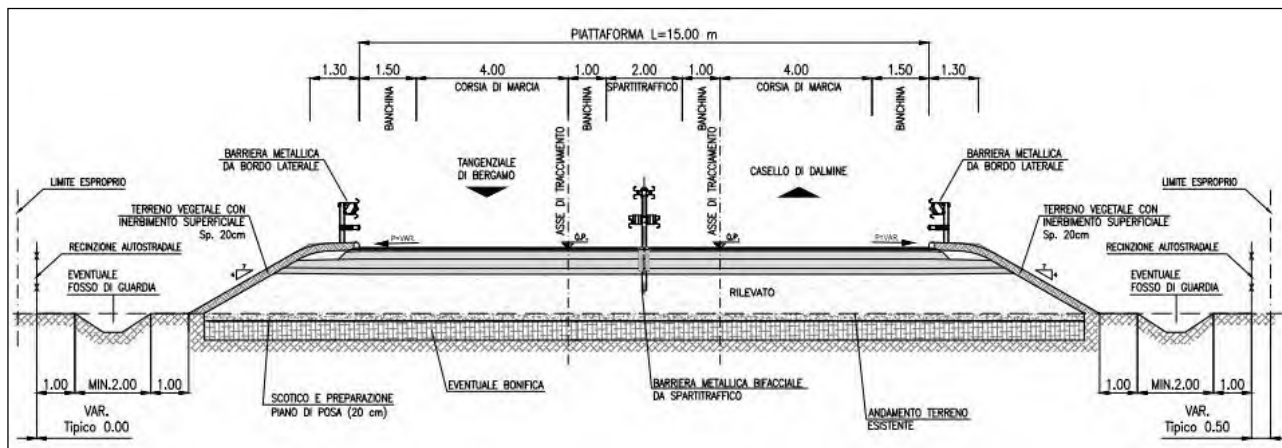 PIATTAFORMA L=15.00 m
1.30 1.50 4.00 1.00 2.00 1.00 4.00 1.50 1.30
BANCHINA
CORSIA DI MARCIA
BANCHINA
SPARTITRAFFICO
BANCHINA
CORSIA DI MARCIA
BANCHINA
ASSE DI TRACCIAMENTO
ASSE DI TRACCIAMENTO
BARRIERA METALLICA
DA BORDO LATERALE
TANGENZIALE
DI BERGAMO
CASELLO DI DALMINE
BARRIERA METALLICA
DA BORDO LATERALE
LIMITE ESPROPRIO
LIMITE ESPROPRIO
TERRENO VEGETALE CON
INERBIMENTO SUPERFICIALE
Sp. 20cm
TERRENO VEGETALE CON
INERBIMENTO SUPERFICIALE
Sp. 20cm
P=VAR.
Q.P.
Q.P.
P=VAR.
RECINZIONE AUTOSTRADALE
RECINZIONE AUTOSTRADALE
EVENTUALE
FOSSO DI GUARDIA
EVENTUALE
FOSSO DI GUARDIA
RILEVATO
1.00 MIN.2.00 1.00
EVENTUALE BONIFICA
BARRIERA METALLICA BIFACCIALE
DA SPARTITRAFFICO
1.00 MIN.2.00 1.00
SCOTICO E PREPARAZIONE
PIANO DI POSA (20 cm)
ANDAMENTO TERRENO
ESISTENTE
VAR.
Tipico 0.00
VAR.
Tipico 0.50